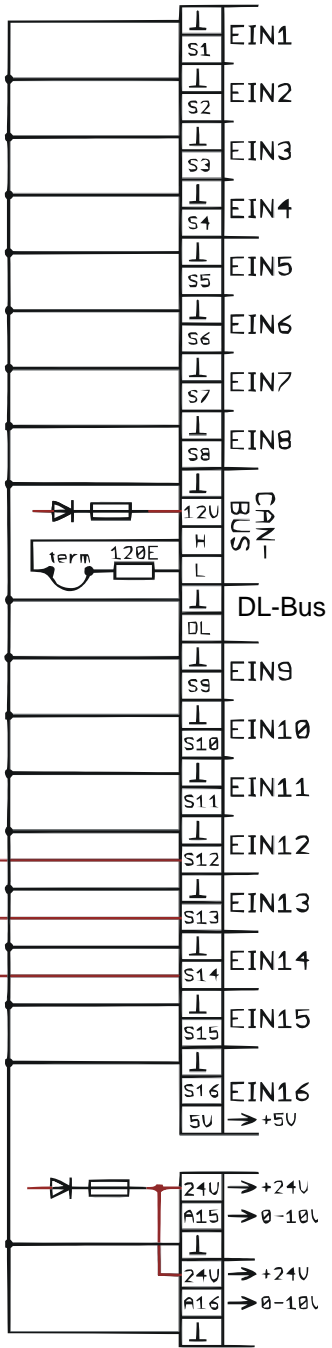 ⊥ EIN1
S1
⊥ EIN2
S2
⊥ EIN3
S3
⊥ EIN4
S4
⊥ EIN5
S5
⊥ EIN6
S6
⊥ EIN7
S7
⊥ EIN8
S8
⊥
12V
CAN-
BUS
H
term 120E
L
⊥ DL-Bus
DL
⊥ EIN9
S9
⊥ EIN10
S10
⊥ EIN11
S11
⊥ EIN12
S12
⊥ EIN13
S13
⊥ EIN14
S14
⊥ EIN15
S15
⊥
S16 EIN16
5V → +5V
24V → +24V
A15 → 0-10V
⊥
24V → +24V
A16 → 0-10V
⊥